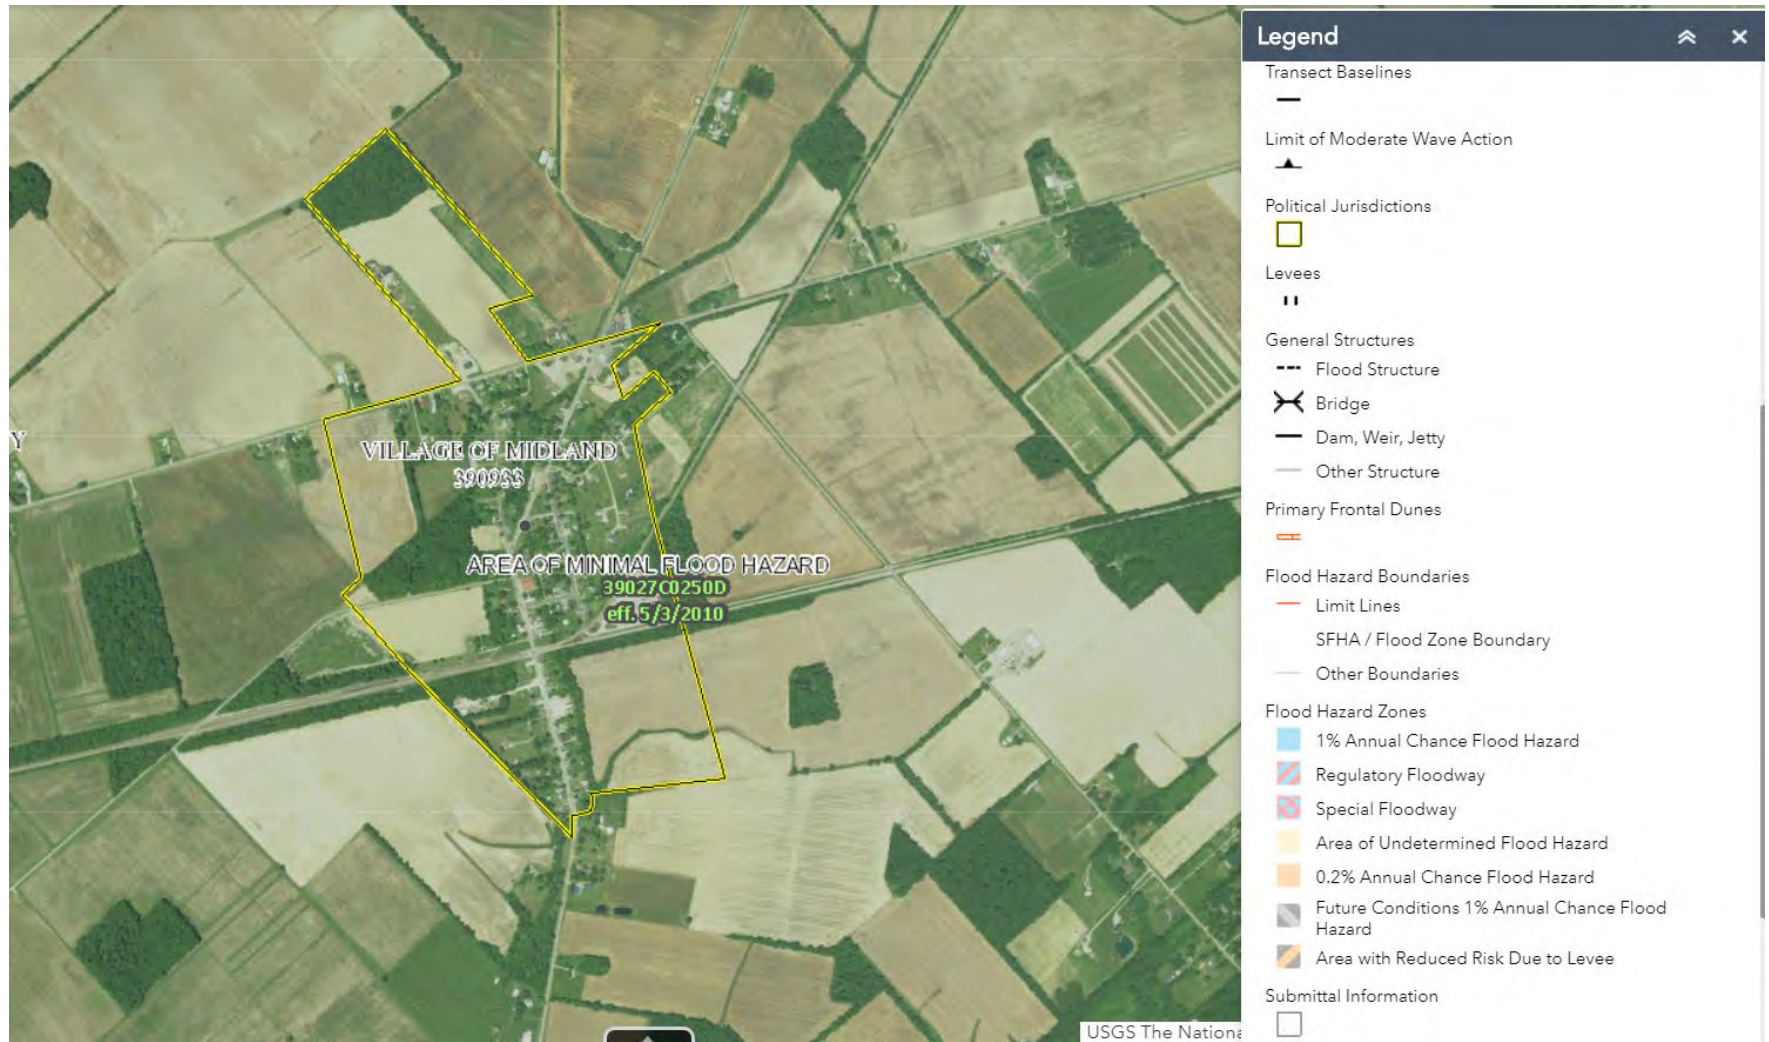 Y
VILLAGE OF MIDLAND
390933
AREA OF MINIMAL FLOOD HAZARD
39027C0250D
eff. 5/3/2010
USGS The Nationa
Legend
Transect Baselines
Limit of Moderate Wave Action
Political Jurisdictions
Levees
General Structures
Flood Structure
Bridge
Dam, Weir, Jetty
Other Structure
Primary Frontal Dunes
Flood Hazard Boundaries
Limit Lines
SFHA / Flood Zone Boundary
Other Boundaries
Flood Hazard Zones
1% Annual Chance Flood Hazard
Regulatory Floodway
Special Floodway
Area of Undetermined Flood Hazard
0.2% Annual Chance Flood Hazard
Future Conditions 1% Annual Chance Flood
Hazard
Area with Reduced Risk Due to Levee
Submittal Information